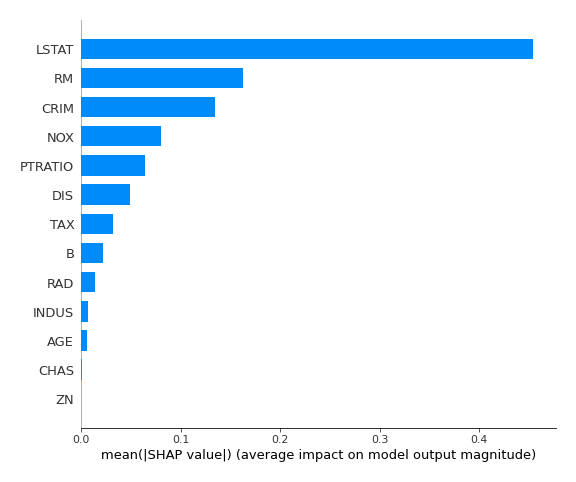 LSTAT
RM
CRIM
NOX
PTRATIO
DIS
TAX
B
RAD
INDUS
AGE
CHAS
ZN
0.0 0.1 0.2 0.3 0.4
mean(|SHAP value|) (average impact on model output magnitude)